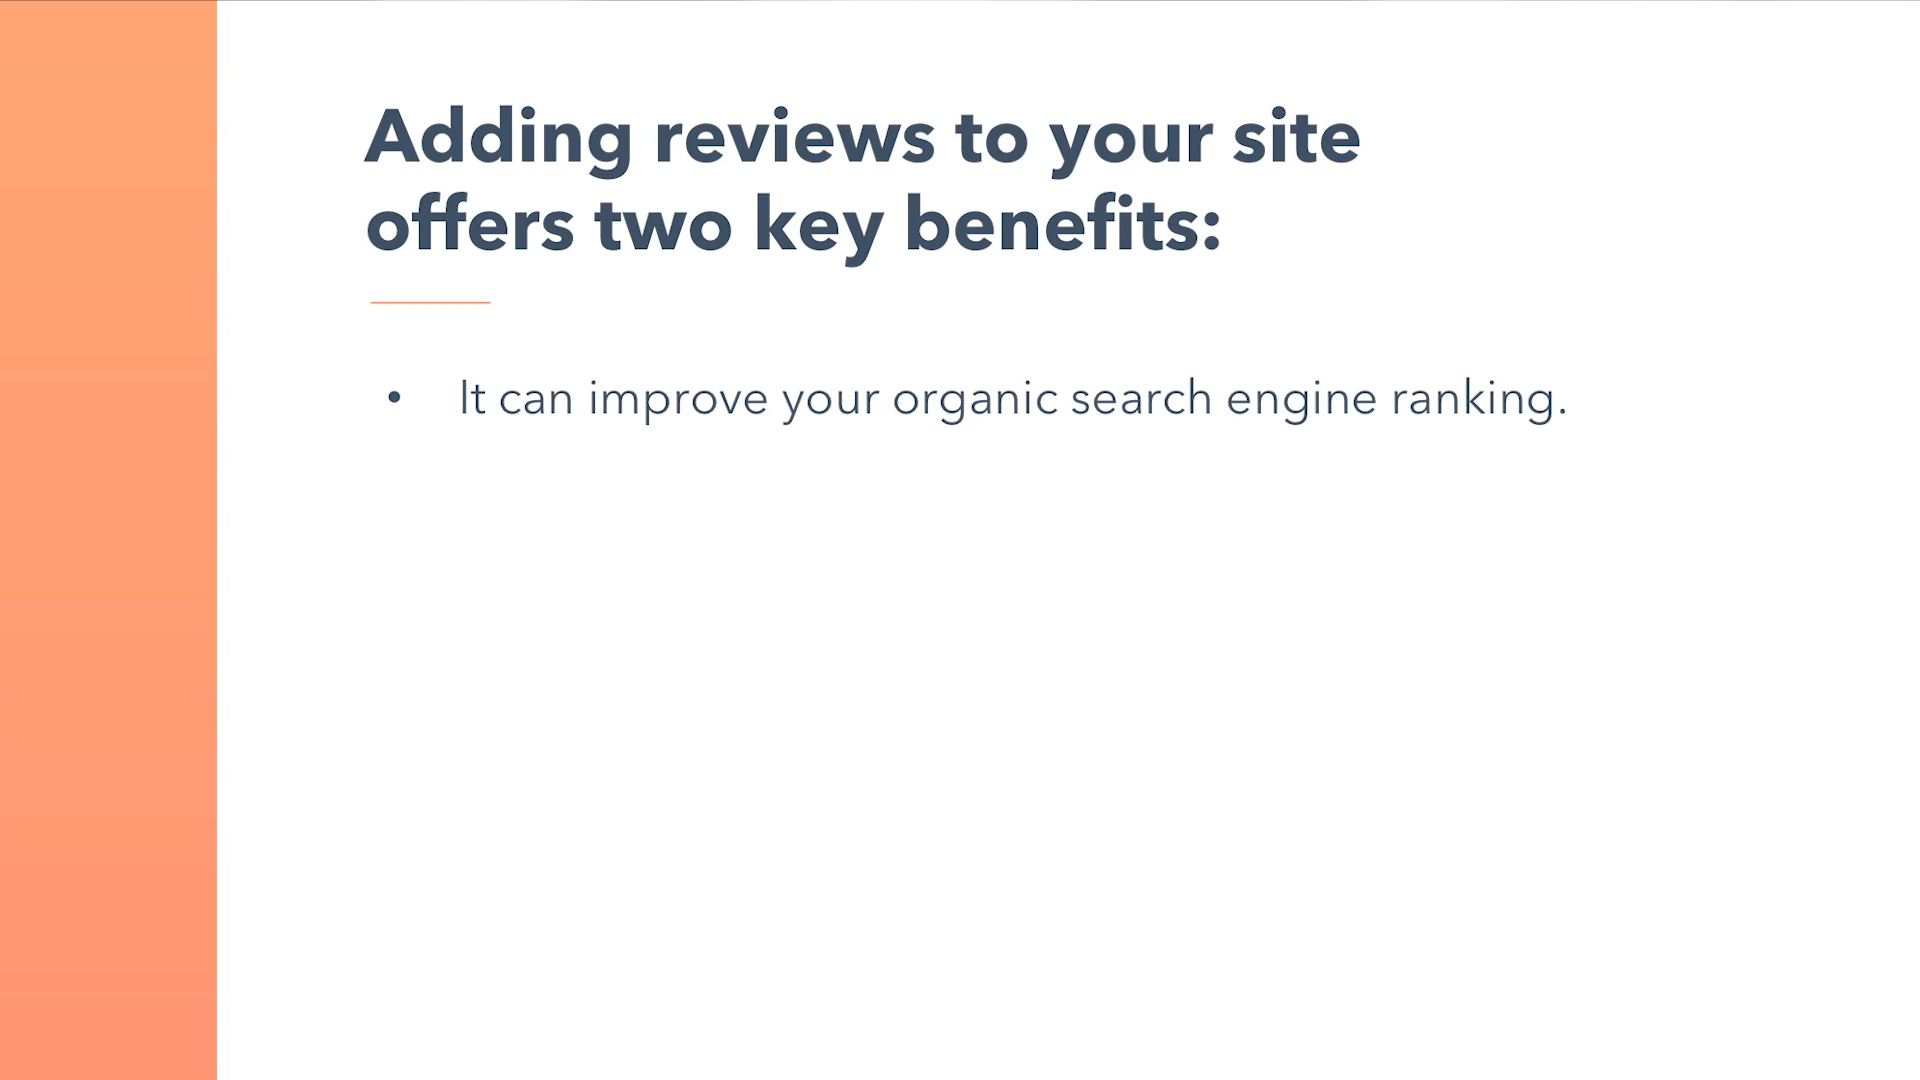 Adding reviews to your site
offers two key benefits:
• It can improve your organic search engine ranking.